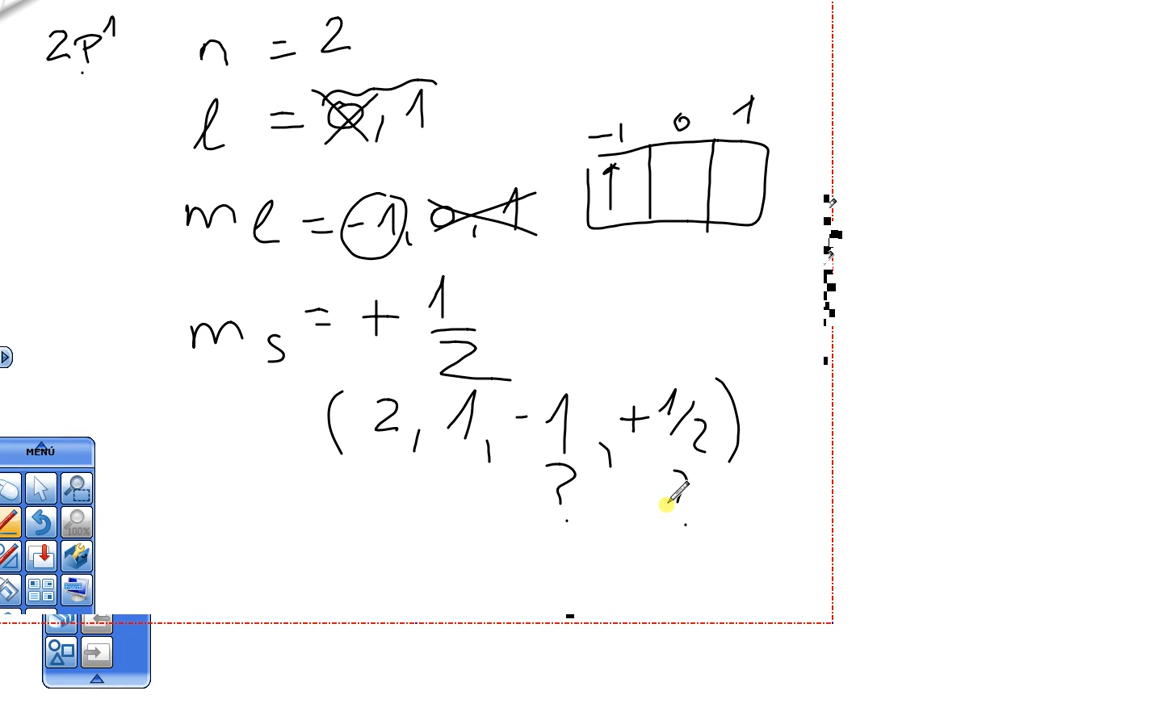 2p¹ n = 2
l = 0, 1
-1 0 1
ml = -1, 0, 1
ms = + 1/2
(2, 1, -1, +1/2)
? ?
MENÚ
100%